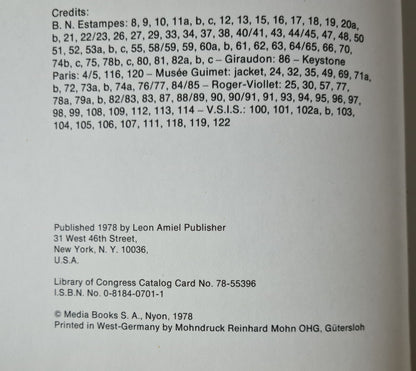 Credits:
B. N. Estampes: 8, 9, 10, 11a, b, c, 12, 13, 15, 16, 17, 18, 19, 20a,
b, 21, 22/23, 26, 27, 29, 33, 34, 37, 38, 40/41, 43, 44/45, 47, 48, 50
51, 52, 53a, b, c, 55, 58/59, 59, 60a, b, 61, 62, 63, 64/65, 66, 70,
74b, c, 75, 78b, c, 80, 81, 82a, b, c – Giraudon: 86 – Keystone
Paris: 4/5, 116, 120 – Musée Guimet: jacket, 24, 32, 35, 49, 69, 71a,
b, 72, 73a, b, 74a, 76/77, 84/85 – Roger-Viollet: 25, 30, 57, 77,
78a, 79a, b, 82/83, 83, 87, 88/89, 90, 90/91, 91, 93, 94, 95, 96, 97,
98, 99, 108, 109, 112, 113, 114 – V.S.I.S.: 100, 101, 102a, b, 103,
104, 105, 106, 107, 111, 118, 119, 122
Published 1978 by Leon Amiel Publisher
31 West 46th Street,
New York, N. Y. 10036,
U.S.A.
Library of Congress Catalog Card No. 78-55396
I.S.B.N. No. 0-8184-0701-1
© Media Books S. A., Nyon, 1978
Printed in West-Germany by Mohndruck Reinhard Mohn OHG, Gütersloh